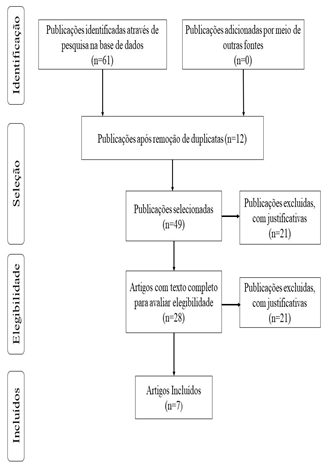 Identificação
Publicações identificadas através de
pesquisa na base de dados
(n=61)
Publicações adicionadas por meio de
outras fontes
(n=0)
Publicações após remoção de duplicatas (n=12)
Seleção
Publicações selecionadas
(n=49)
Publicações excluidas,
com justificativas
(n=21)
Elegibilidade
Artigos com texto completo
para avaliar elegibilidade
(n=28)
Publicações excluidas,
com justificativas
(n=21)
Incluídos
Artigos Incluídos
(n=7)